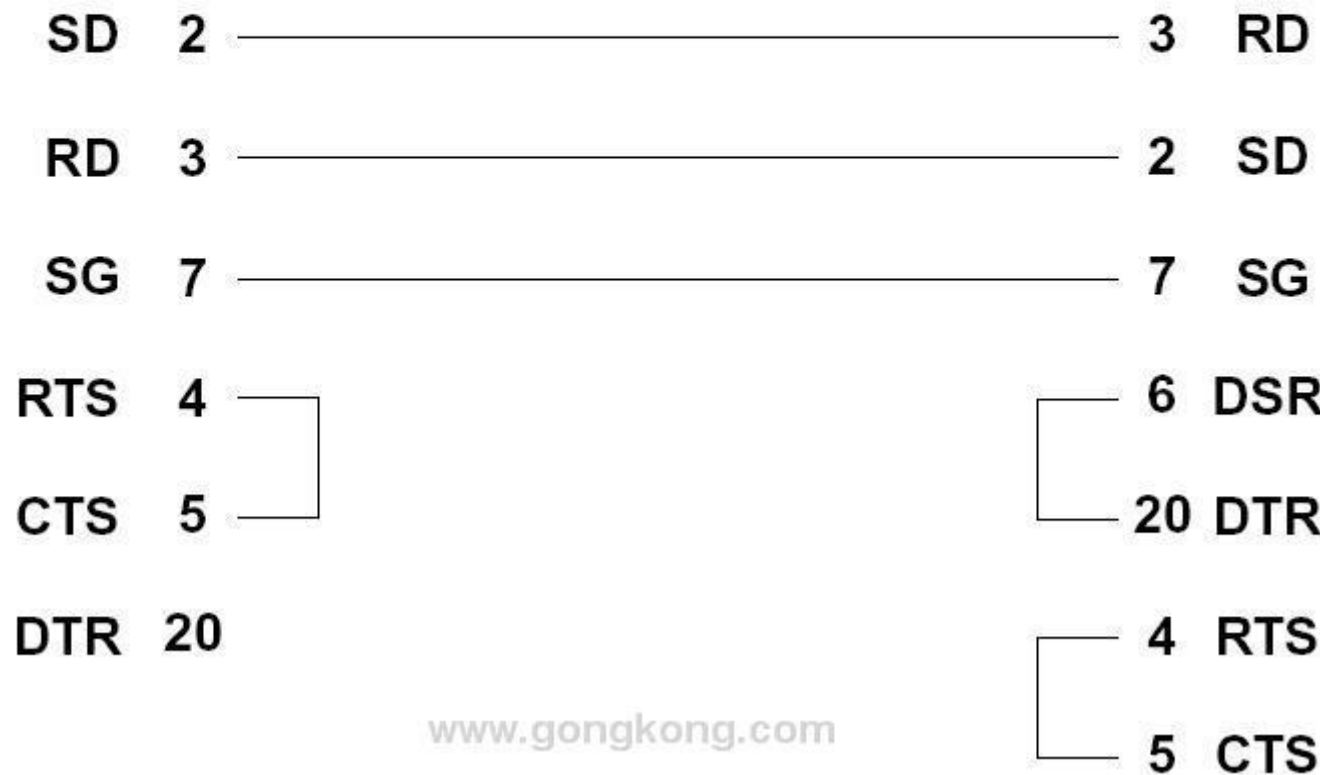 SD 2 3 RD
RD 3 2 SD
SG 7 7 SG
RTS 4 6 DSR
CTS 5 20 DTR
DTR 20 4 RTS
www.gongkong.com
5 CTS